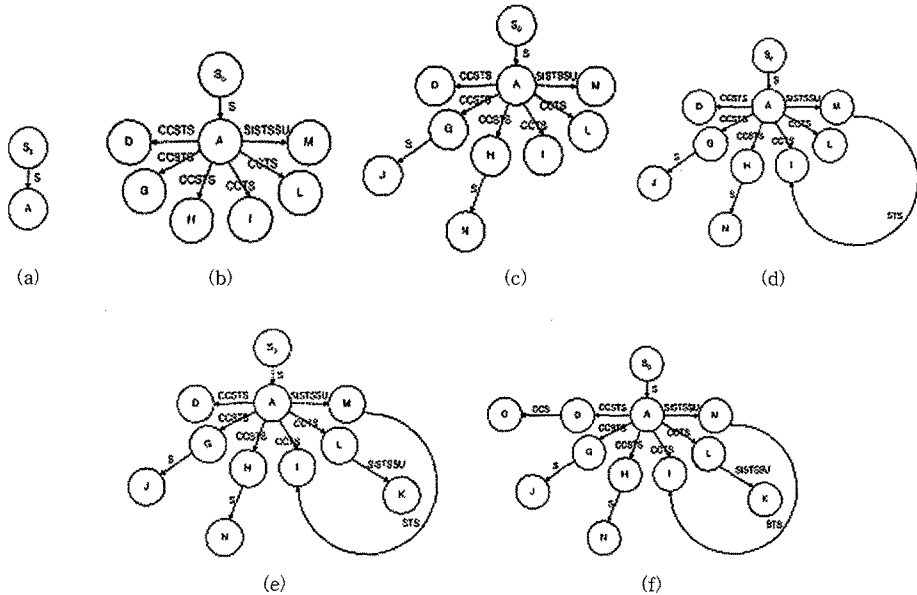 S₀
S
A
(a)
S₀
S
D CCSTS A SISTSSU M
CCSTS CCSTS CCTS CCTS
G H I L
(b)
S₀
S
D CCSTS A SISTSSU M
CCSTS CCSTS CCTS CCTS
G H I L
S S
J N
(c)
S₀
S
D CCSTS A SISTSSU M
CCSTS CCSTS CCTS CCTS
G H I L
S S
J N
STS
(d)
S₀
S
D CCSTS A SISTSSU M
CCSTS CCSTS CCTS CCTS
G H I L
S S SISTSSU
J N K
STS
(e)
S₀
S
CCSTS A SISTSSU
CCSTS CCSTS CCTS CCTS
G H I L
S S SISTSSU
J N K
STS
(f)